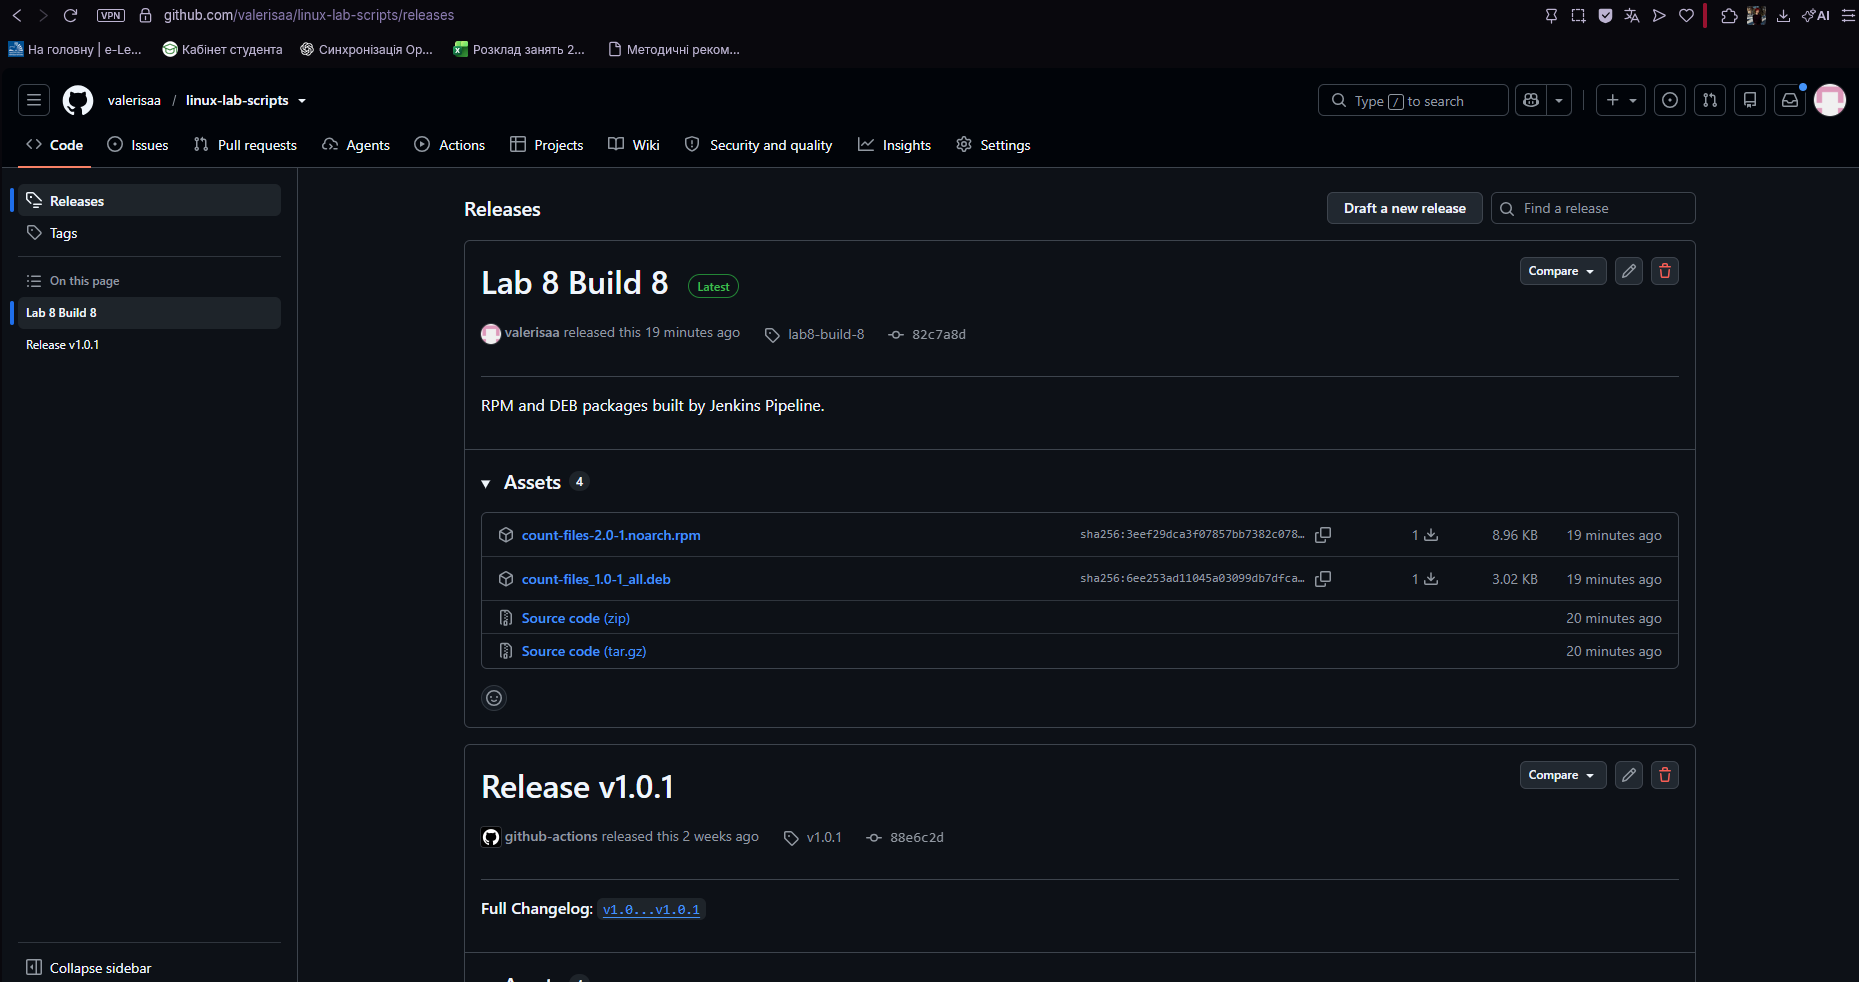 VPN
github.com/valerisaa/linux-lab-scripts/releases
AI
На головну | e-Le...
Кабінет студента
Синхронізація Ор...
Розклад занять 2...
Методичні реком...
valerisaa / linux-lab-scripts
Type / to search
Code
Issues
Pull requests
Agents
Actions
Projects
Wiki
Security and quality
Insights
Settings
Releases
Tags
On this page
Lab 8 Build 8
Release v1.0.1
Collapse sidebar
Releases
Draft a new release
Find a release
Lab 8 Build 8
Latest
Compare
valerisaa released this 19 minutes ago
lab8-build-8
82c7a8d
RPM and DEB packages built by Jenkins Pipeline.
Assets 4
count-files-2.0-1.noarch.rpm sha256:3eef29dca3f07857bb7382c078... 1 8.96 KB 19 minutes ago
count-files_1.0-1_all.deb sha256:6ee253ad11045a03099db7dfca... 1 3.02 KB 19 minutes ago
Source code (zip) 20 minutes ago
Source code (tar.gz) 20 minutes ago
Release v1.0.1
Compare
github-actions released this 2 weeks ago
v1.0.1
88e6c2d
Full Changelog: v1.0...v1.0.1